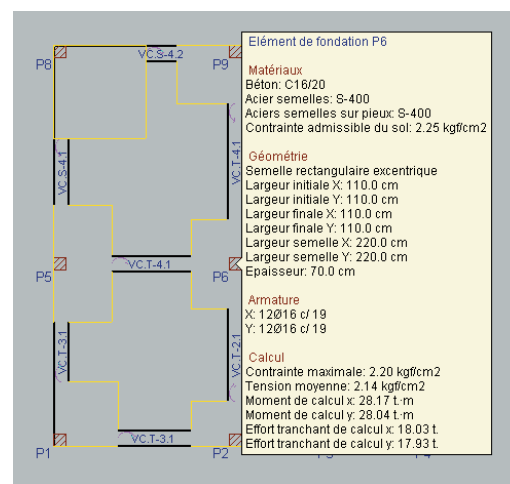 P8
VC.S-4.2
P9
VC.S-4.1
VC.T-4.1
P5
VC.T-4.1
P6
VC.T-3.1
VC.T-2.1
P1
VC.T-3.1
P2
Elément de fondation P6
Matériaux
Béton: C16/20
Acier semelles: S-400
Aciers semelles sur pieux: S-400
Contrainte admissible du sol: 2.25 kgf/cm2
Géométrie
Semelle rectangulaire excentrique
Largeur initiale X: 110.0 cm
Largeur initiale Y: 110.0 cm
Largeur finale X: 110.0 cm
Largeur finale Y: 110.0 cm
Largeur semelle X: 220.0 cm
Largeur semelle Y: 220.0 cm
Epaisseur: 70.0 cm
Armature
X: 12Ø16 c/ 19
Y: 12Ø16 c/ 19
Calcul
Contrainte maximale: 2.20 kgf/cm2
Tension moyenne: 2.14 kgf/cm2
Moment de calcul x: 28.17 t.·m
Moment de calcul y: 28.04 t.·m
Effort tranchant de calcul x: 18.03 t.
Effort tranchant de calcul y: 17.93 t.